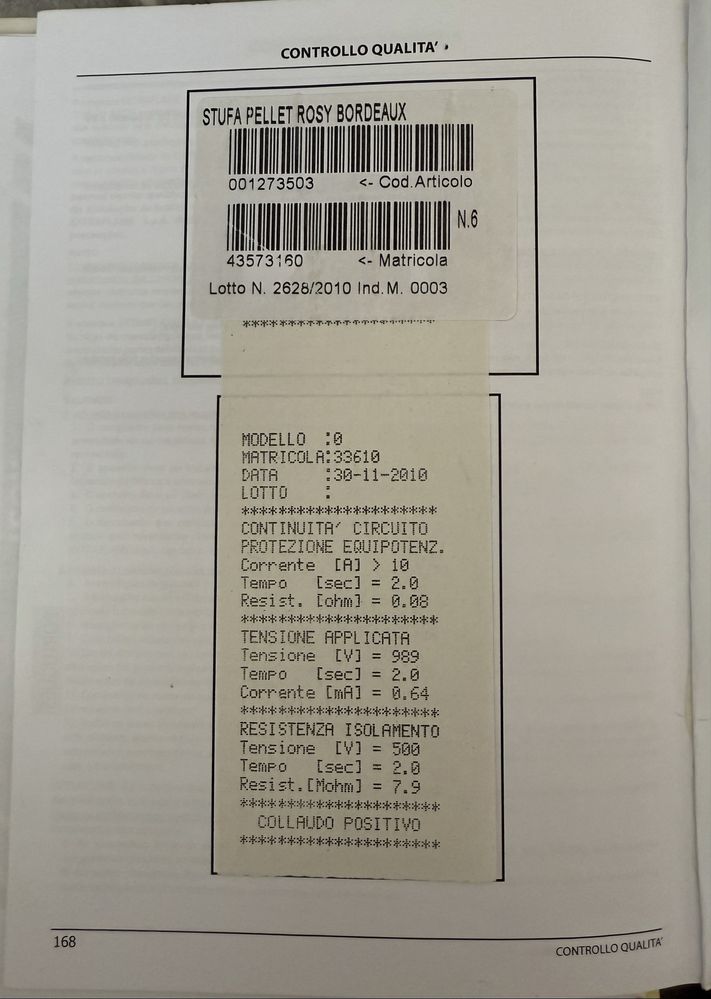 CONTROLLO QUALITA'
STUFA PELLET ROSY BORDEAUX
001273503 <- Cod.Articolo
N.6
43573160 <- Matricola
Lotto N. 2628/2010 Ind.M. 0003
*********************
MODELLO :0
MATRICOLA:33610
DATA :30-11-2010
LOTTO :
*********************
CONTINUITA' CIRCUITO
PROTEZIONE EQUIPOTENZ.
Corrente [A] > 10
Tempo [sec] = 2.0
Resist. [ohm] = 0.08
*********************
TENSIONE APPLICATA
Tensione [V] = 989
Tempo [sec] = 2.0
Corrente [mA] = 0.64
*********************
RESISTENZA ISOLAMENTO
Tensione [V] = 500
Tempo [sec] = 2.0
Resist.[Mohm] = 7.9
*********************
COLLAUDO POSITIVO
*********************
168
CONTROLLO QUALITA'